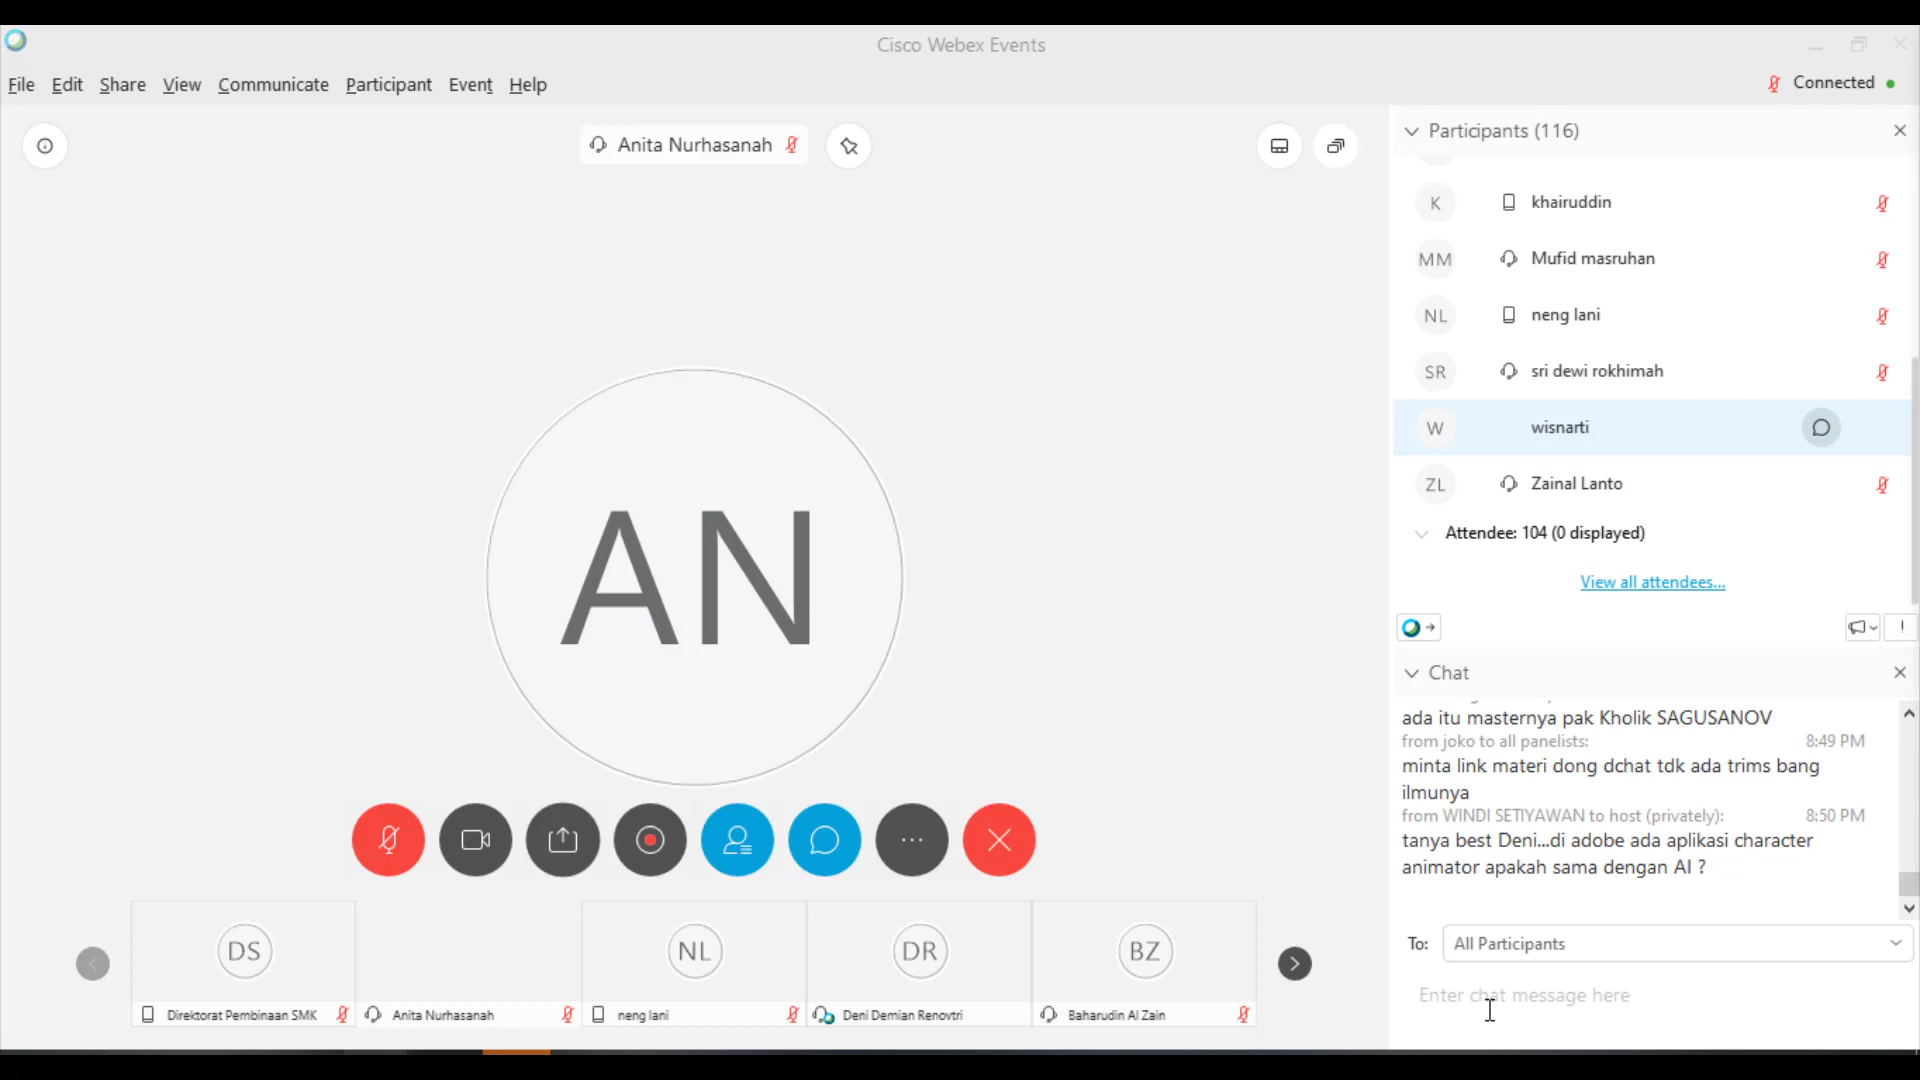 Cisco Webex Events
File Edit Share View Communicate Participant Event Help
Connected
Anita Nurhasanah
AN
DS
Direktorat Pembinaan SMK
Anita Nurhasanah
NL
neng lani
DR
Deni Demian Renovtri
BZ
Baharudin Al Zain
Participants (116)
K khairuddin
MM Mufid masruhan
NL neng lani
SR sri dewi rokhimah
W wisnarti
ZL Zainal Lanto
Attendee: 104 (0 displayed)
View all attendees...
Chat
ada itu masternya pak Kholik SAGUSANOV
from joko to all panelists: 8:49 PM
minta link materi dong dchat tdk ada trims bang
ilmunya
from WINDI SETIYAWAN to host (privately): 8:50 PM
tanya best Deni...di adobe ada aplikasi character
animator apakah sama dengan AI ?
To: All Participants
Enter chat message here